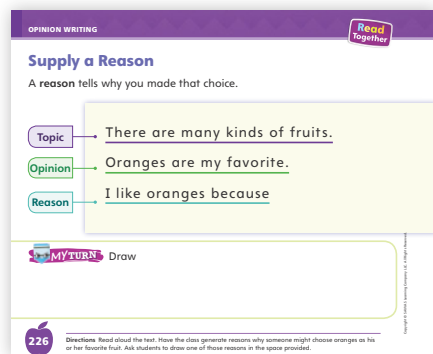 OPINION WRITING
Read
Together
Supply a Reason
A reason tells why you made that choice.
Topic
There are many kinds of fruits.
Opinion
Oranges are my favorite.
Reason
I like oranges because
MY TURN Draw
226
Directions Read aloud the text. Have the class generate reasons why someone might choose oranges as his
or her favorite fruit. Ask students to draw one of those reasons in the space provided.